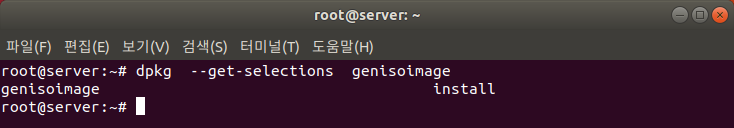 root@server: ~
파일(F) 편집(E) 보기(V) 검색(S) 터미널(T) 도움말(H)
root@server:~# dpkg  --get-selections  genisoimage
genisoimage                                     install
root@server:~#